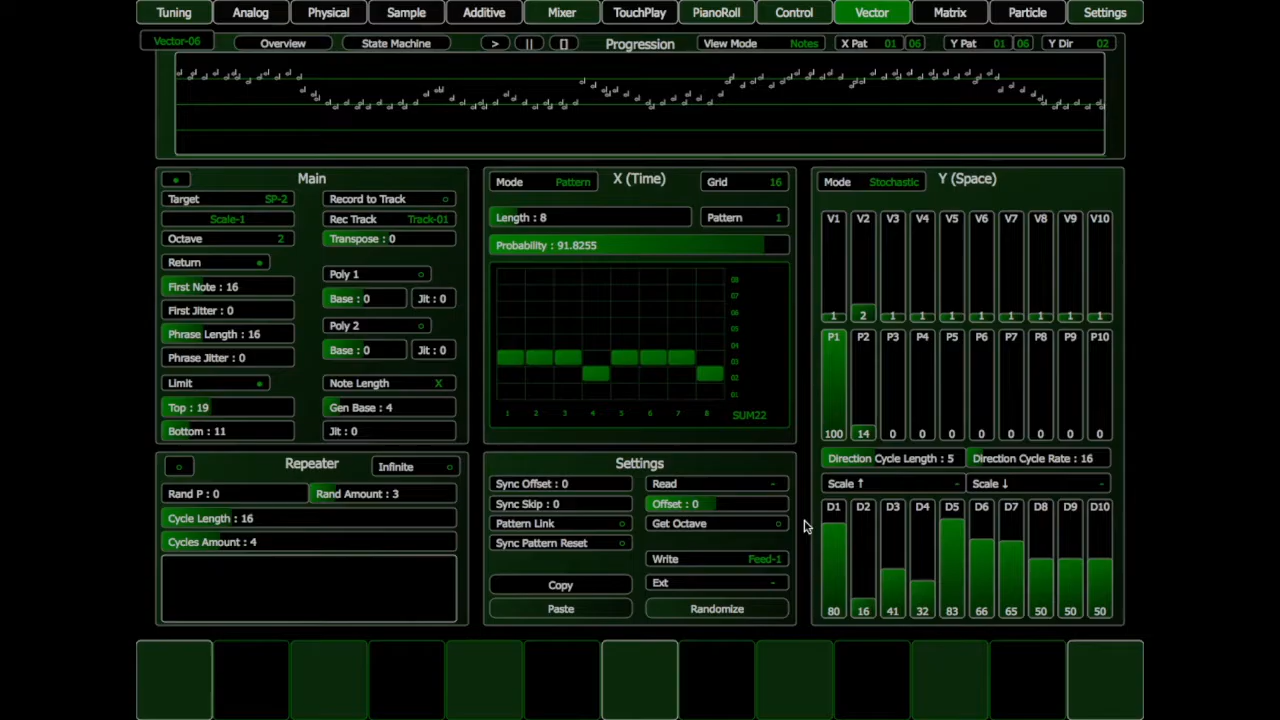 Tuning Analog Physical Sample Additive Mixer TouchPlay PianoRoll Control Vector Matrix Particle Settings
Vector-06 Overview State Machine > || [] Progression View Mode Notes X Pat 01 06 Y Pat 01 06 Y Dir 02
Main
Target SP-2
Scale-1
Octave 2
Return
First Note : 16
First Jitter : 0
Phrase Length : 16
Phrase Jitter : 0
Limit
Top : 19
Bottom : 11
Record to Track
Rec Track Track-01
Transpose : 0
Poly 1
Base : 0 Jit : 0
Poly 2
Base : 0 Jit : 0
Note Length X
Gen Base : 4
Jit : 0
Mode Pattern X (Time) Grid 16
Length : 8 Pattern 1
Probability : 91.8255
08
07
06
05
04
03
02
01
1 2 3 4 5 6 7 8 SUM22
Mode Stochastic Y (Space)
V1 V2 V3 V4 V5 V6 V7 V8 V9 V10
1 2 1 1 1 1 1 1 1 1
P1 P2 P3 P4 P5 P6 P7 P8 P9 P10
100 14 0 0 0 0 0 0 0 0
Direction Cycle Length : 5 Direction Cycle Rate : 16
Scale ↑ - Scale ↓ -
D1 D2 D3 D4 D5 D6 D7 D8 D9 D10
80 16 41 32 83 66 65 50 50 50
Repeater Infinite
Rand P : 0 Rand Amount : 3
Cycle Length : 16
Cycles Amount : 4
Settings
Sync Offset : 0
Sync Skip : 0
Pattern Link
Sync Pattern Reset
Copy
Paste
Read -
Offset : 0
Get Octave
Write Feed-1
Ext -
Randomize